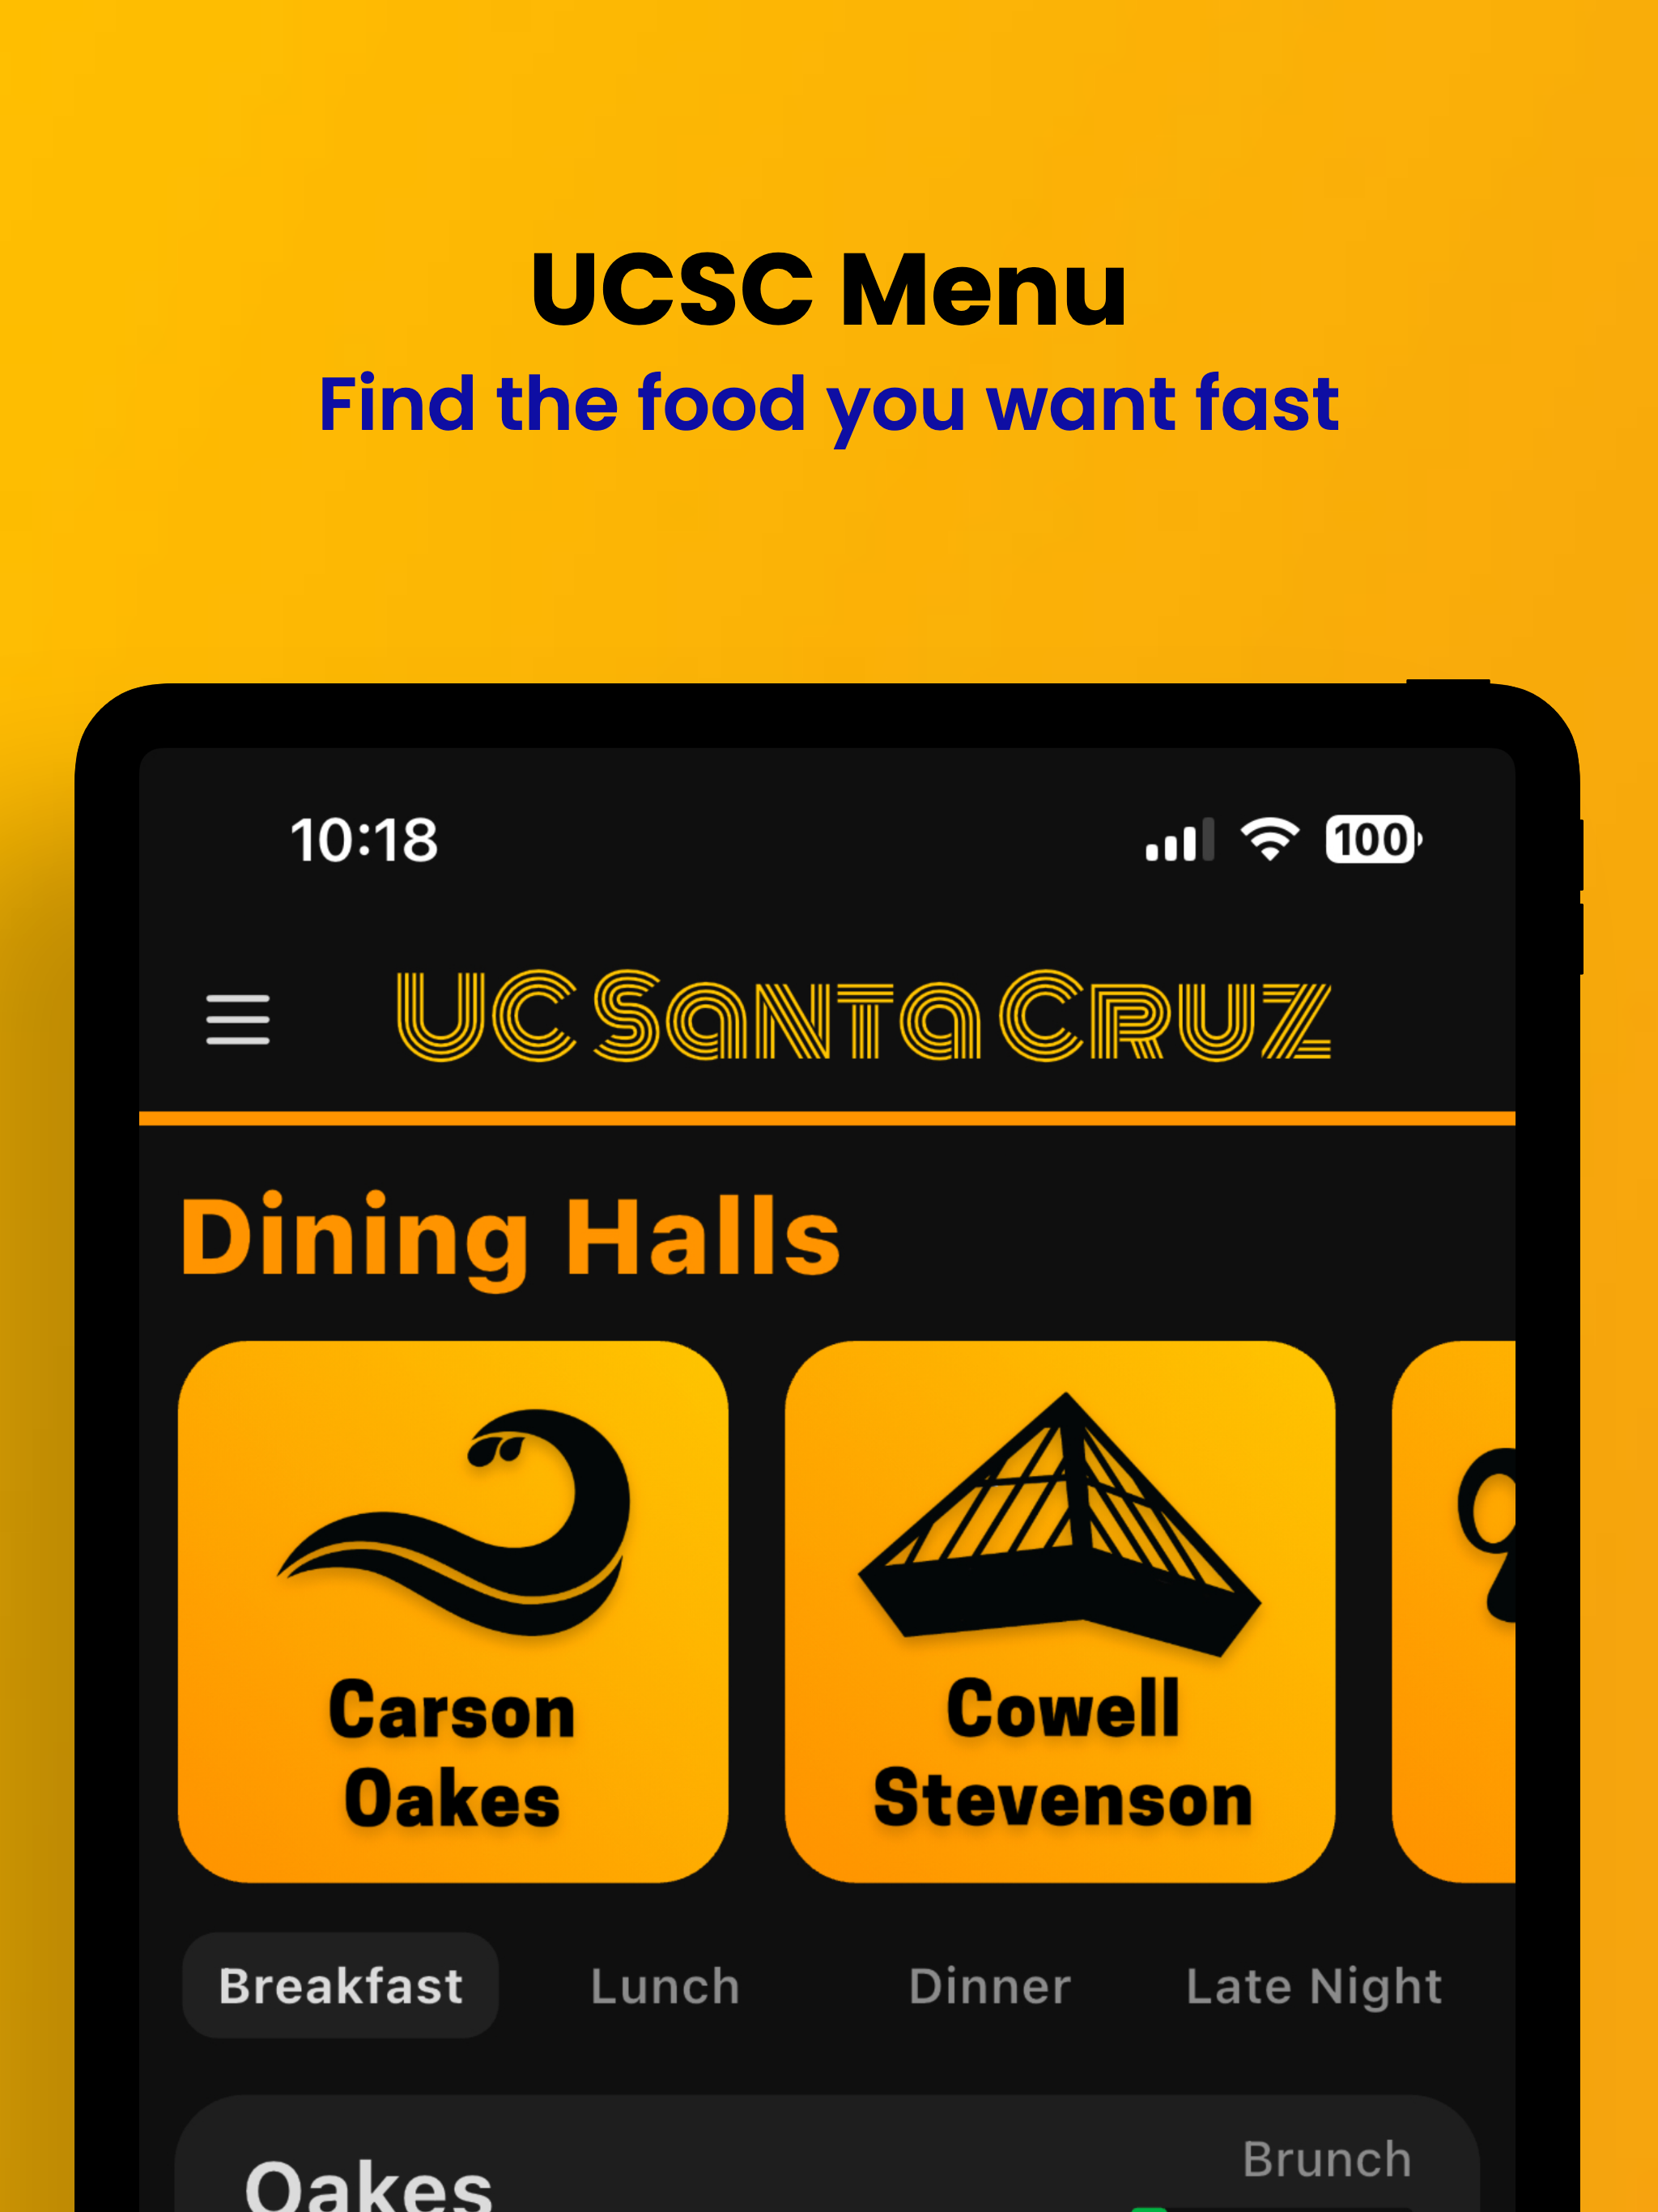 UCSC Menu
Find the food you want fast
10:18
100
UC Santa Cruz
Dining Halls
Carson
Oakes
Cowell
Stevenson
Breakfast
Lunch
Dinner
Late Night
Brunch
Oakes